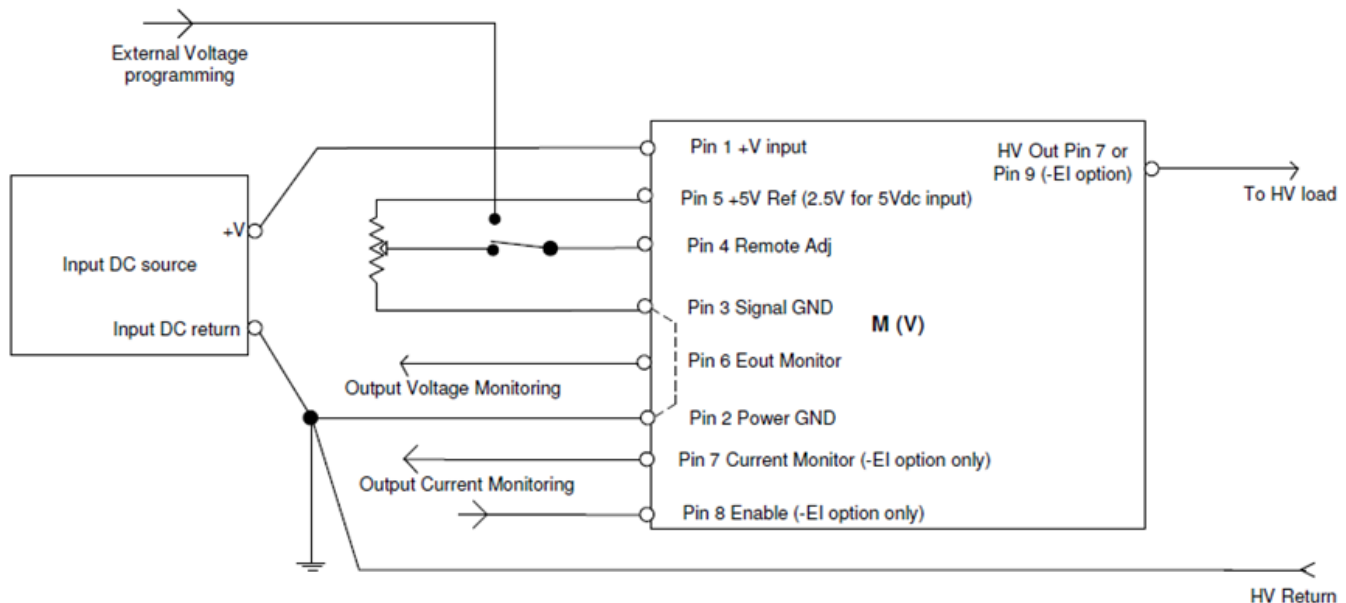 External Voltage
programming
Pin 1 +V input
HV Out Pin 7 or
Pin 9 (-EI option)
To HV load
Pin 5 +5V Ref (2.5V for 5Vdc input)
+V
Input DC source
Pin 4 Remote Adj
Input DC return
Pin 3 Signal GND
M (V)
Pin 6 Eout Monitor
Output Voltage Monitoring
Pin 2 Power GND
Pin 7 Current Monitor (-EI option only)
Output Current Monitoring
Pin 8 Enable (-EI option only)
HV Return